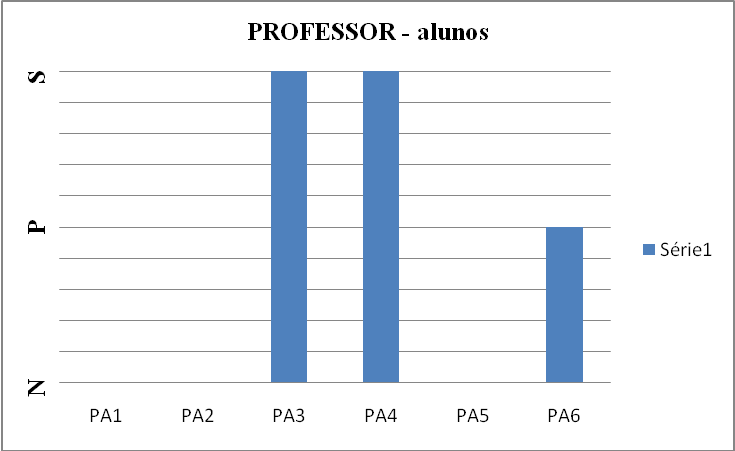 PROFESSOR - alunos
S
P
N
Série1
PA1 PA2 PA3 PA4 PA5 PA6